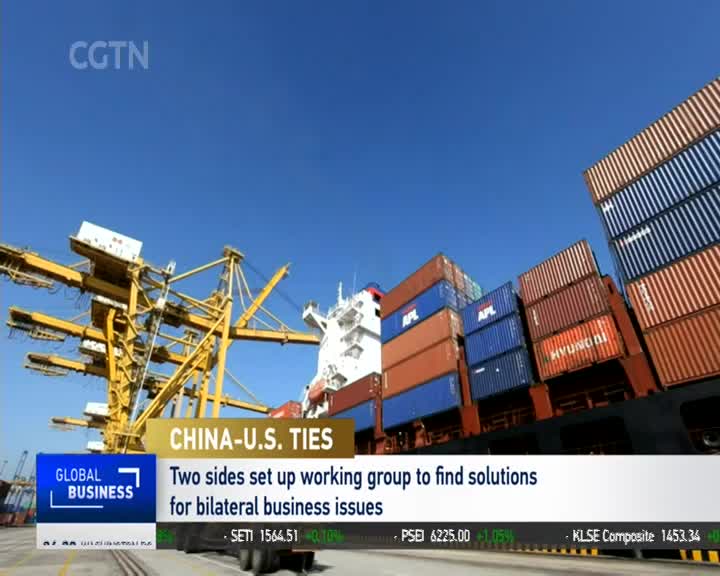 CGTN
APL
APL
HYUNDAI
CHINA-U.S. TIES
GLOBAL
BUSINESS
Two sides set up working group to find solutions
for bilateral business issues
SETI 1564.51 +0.10% PSEI 6225.00 +1.05% KLSE Composite 1453.34